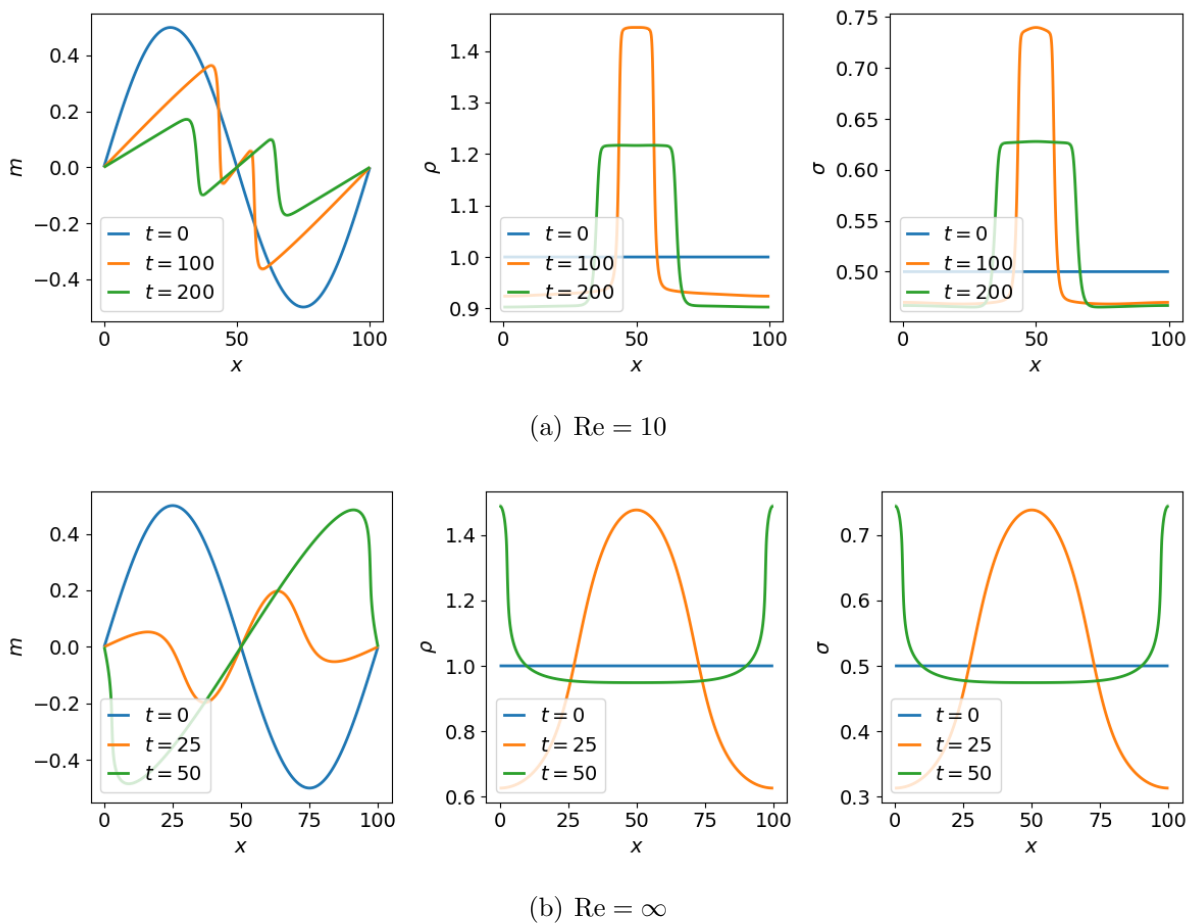 0.4
0.2
0.0
−0.2
−0.4
m
t = 0
t = 100
t = 200
0
50
100
x
1.4
1.3
1.2
1.1
1.0
0.9
ρ
t = 0
t = 100
t = 200
0
50
100
x
0.75
0.70
0.65
0.60
0.55
0.50
σ
t = 0
t = 100
t = 200
0
50
100
x
(a) Re = 10
0.4
0.2
0.0
−0.2
−0.4
m
t = 0
t = 25
t = 50
0 25 50 75 100
x
1.4
1.2
1.0
0.8
0.6
ρ
t = 0
t = 25
t = 50
0 25 50 75 100
x
0.7
0.6
0.5
0.4
0.3
σ
t = 0
t = 25
t = 50
0 25 50 75 100
x
(b) Re = ∞